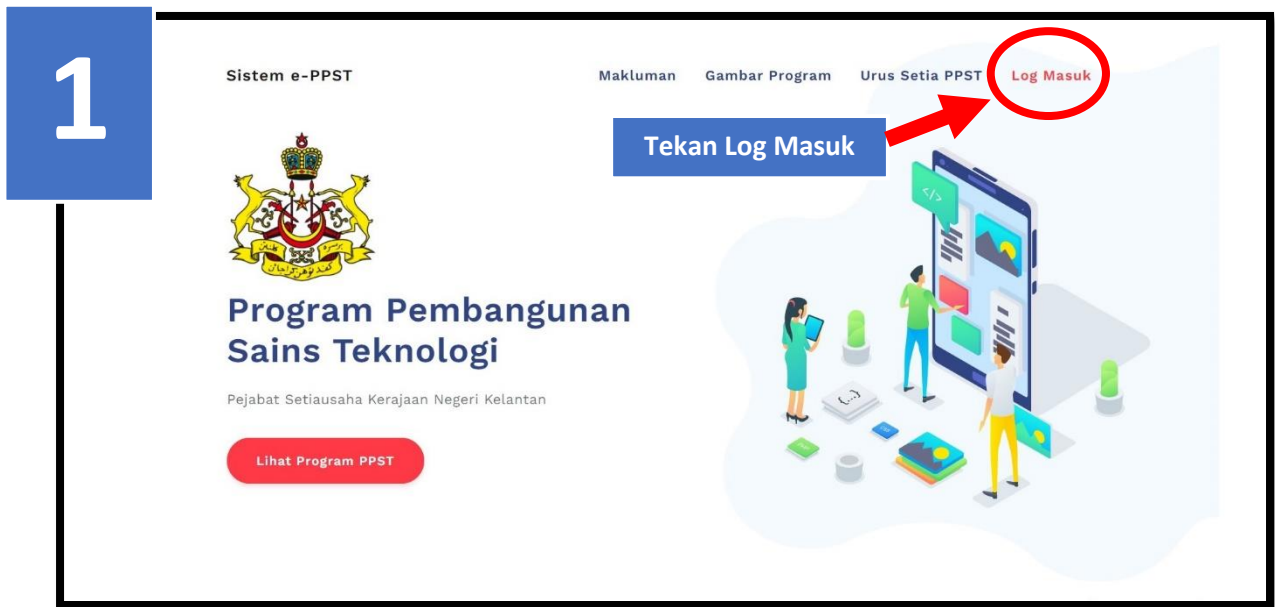 1
Sistem e-PPST
Makluman Gambar Program Urus Setia PPST Log Masuk
Tekan Log Masuk
</>
Program Pembangunan
Sains Teknologi
Pejabat Setiausaha Kerajaan Negeri Kelantan
{...}
Lihat Program PPST